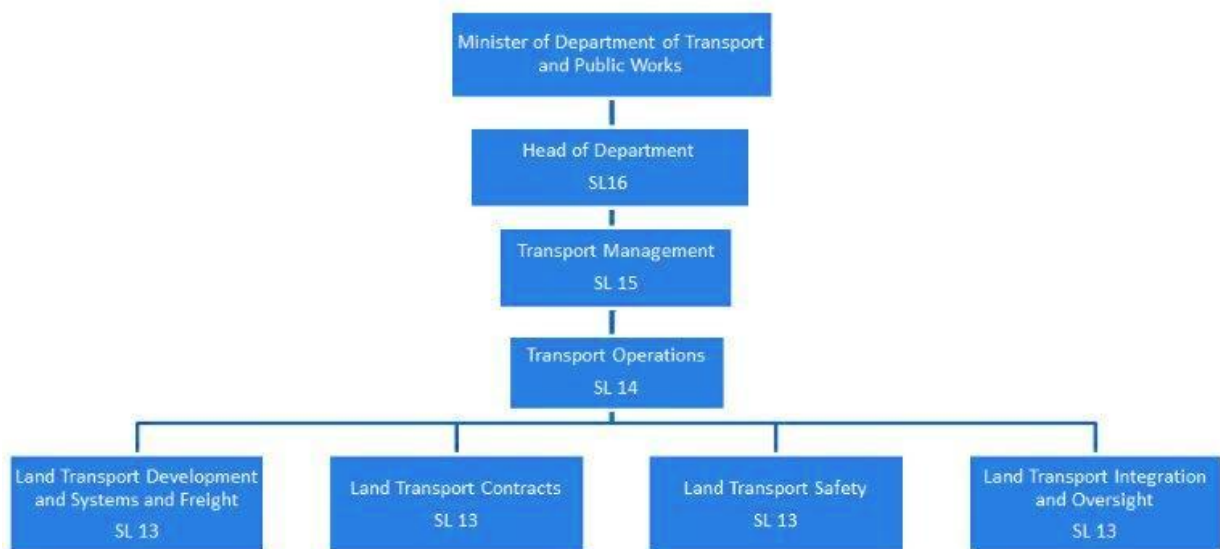 Minister of Department of Transport
and Public Works
Head of Department
SL16
Transport Management
SL 15
Transport Operations
SL 14
Land Transport Development
and Systems and Freight
SL 13
Land Transport Contracts
SL 13
Land Transport Safety
SL 13
Land Transport Integration
and Oversight
SL 13